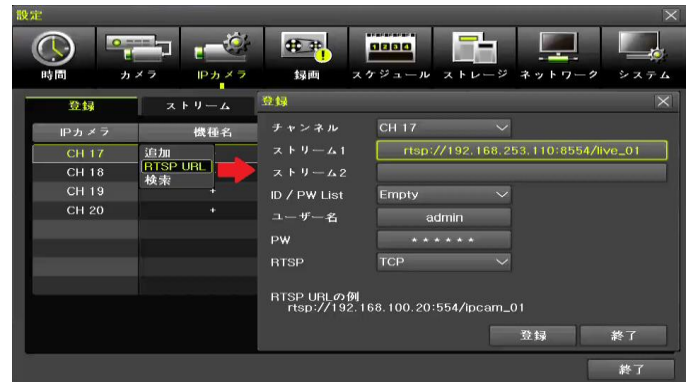 設定
時間 カメラ IPカメラ 録画 スケジュール ストレージ ネットワーク システム
登録 ストリーム
IPカメラ 機種名
CH 17
追加
RTSP URL
検索
CH 18
CH 19 +
CH 20 +
登録
チャンネル CH 17
ストリーム1 rtsp://192.168.253.110:8554/live_01
ストリーム2
ID / PW List Empty
ユーザー名 admin
PW ******
RTSP TCP
RTSP URLの例
rtsp://192.168.100.20:554/ipcam_01
登録 終了
終了